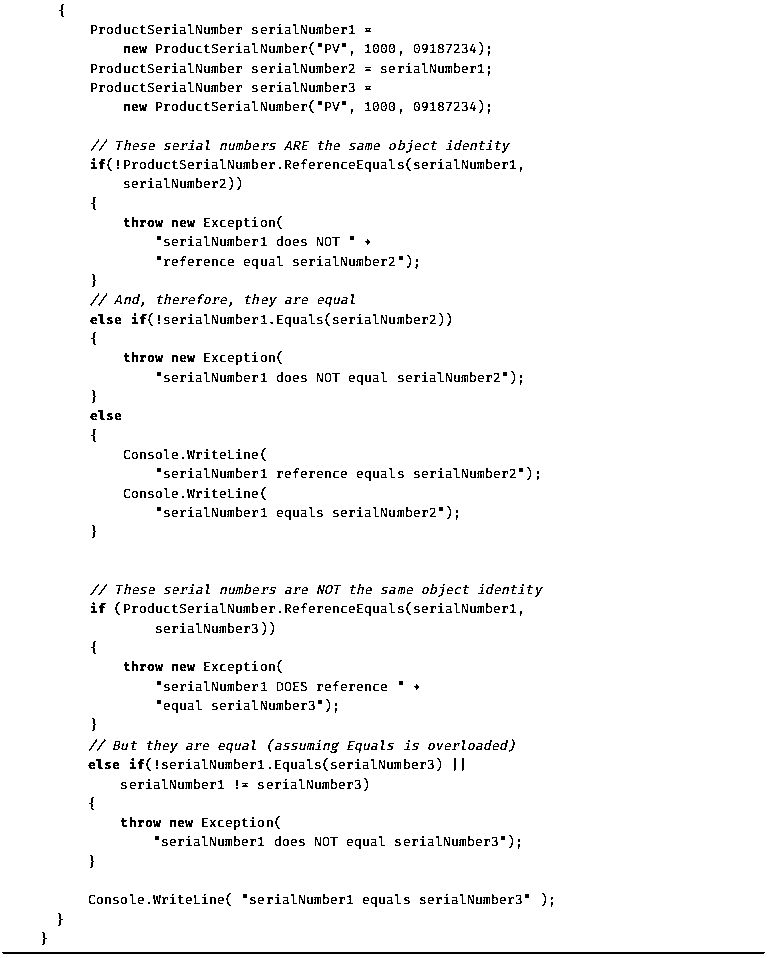 {
ProductSerialNumber serialNumber1 =
new ProductSerialNumber("PV", 1000, 09187234);
ProductSerialNumber serialNumber2 = serialNumber1;
ProductSerialNumber serialNumber3 =
new ProductSerialNumber("PV", 1000, 09187234);
// These serial numbers ARE the same object identity
if(!ProductSerialNumber.ReferenceEquals(serialNumber1,
serialNumber2))
{
throw new Exception(
"serialNumber1 does NOT " +
"reference equal serialNumber2");
}
// And, therefore, they are equal
else if(!serialNumber1.Equals(serialNumber2))
{
throw new Exception(
"serialNumber1 does NOT equal serialNumber2");
}
else
{
Console.WriteLine(
"serialNumber1 reference equals serialNumber2");
Console.WriteLine(
"serialNumber1 equals serialNumber2");
}
// These serial numbers are NOT the same object identity
if (ProductSerialNumber.ReferenceEquals(serialNumber1,
serialNumber3))
{
throw new Exception(
"serialNumber1 DOES reference " +
"equal serialNumber3");
}
// But they are equal (assuming Equals is overloaded)
else if(!serialNumber1.Equals(serialNumber3) ||
serialNumber1 != serialNumber3)
{
throw new Exception(
"serialNumber1 does NOT equal serialNumber3");
}
Console.WriteLine( "serialNumber1 equals serialNumber3" );
}
}